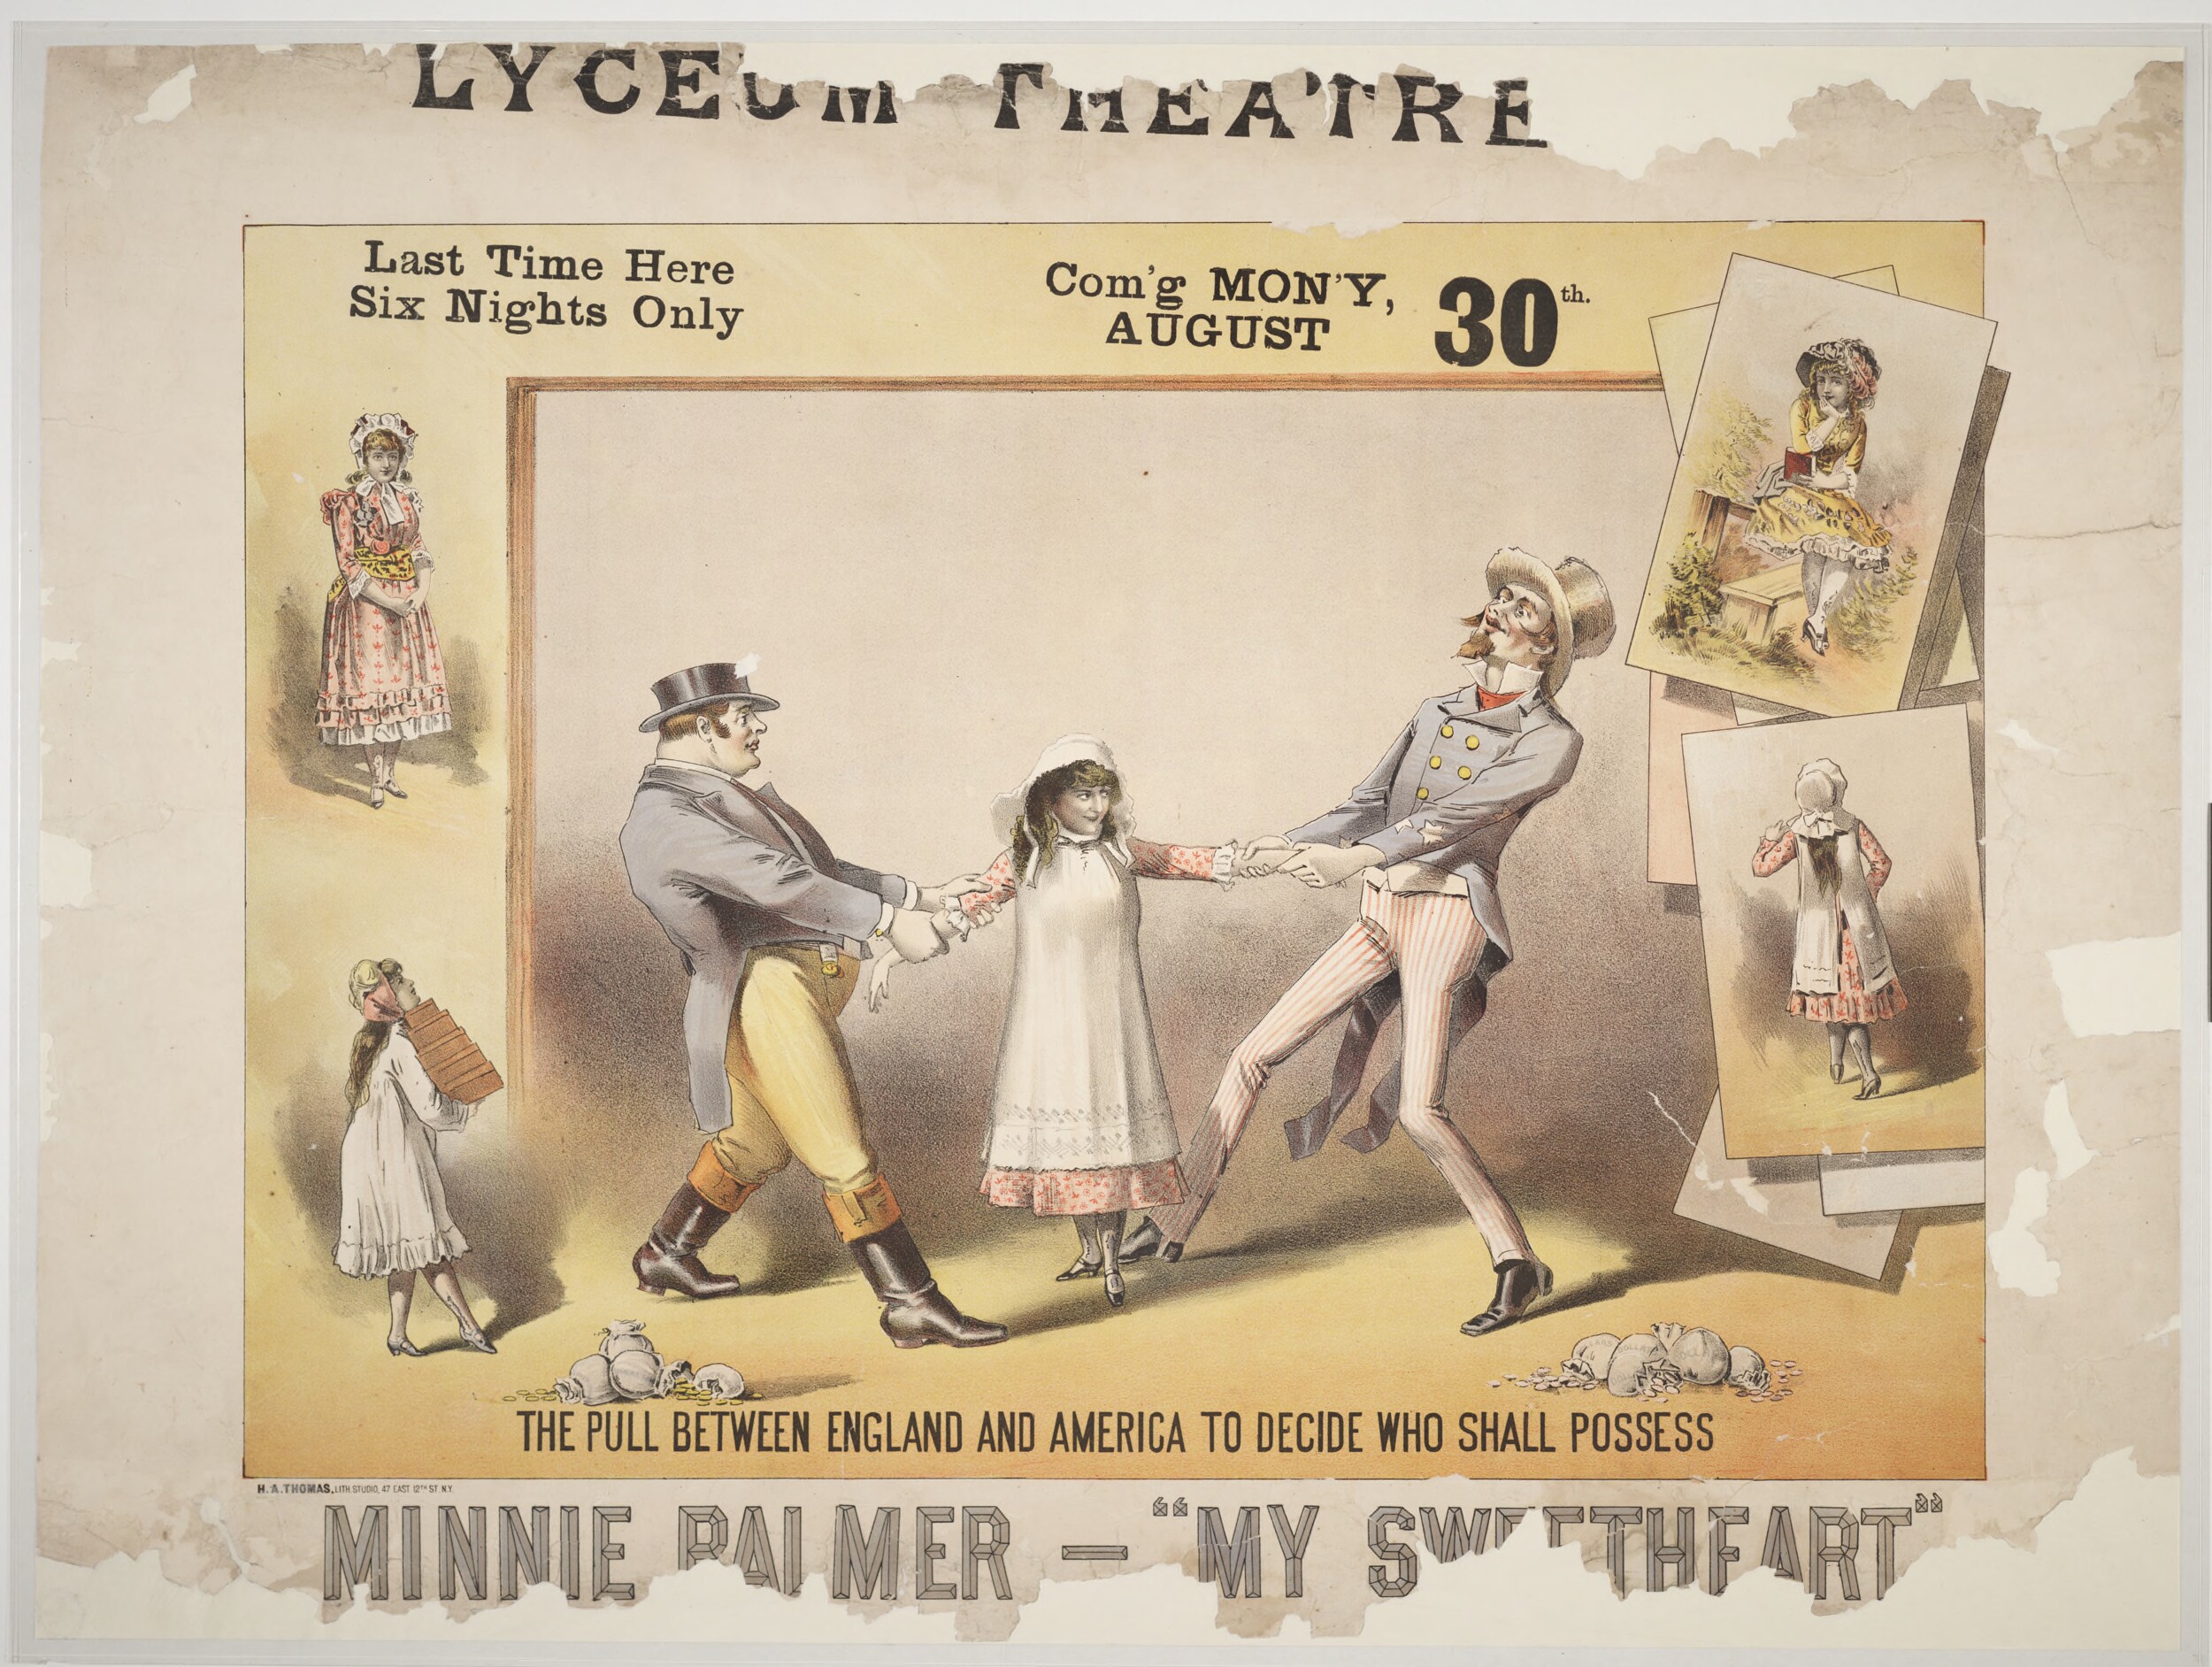 LYCEUM THEATRE
Last Time Here
Six Nights Only
Com'g MON'Y,
AUGUST
30th.
THE PULL BETWEEN ENGLAND AND AMERICA TO DECIDE WHO SHALL POSSESS
H. A. THOMAS, LITH. STUDIO, 47 EAST 12TH ST. N.Y.
MINNIE PALMER — "MY SWEETHEART"